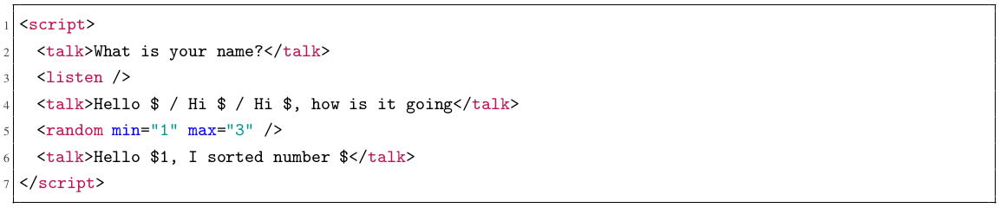 1 <script>
2 <talk>What is your name?</talk>
3 <listen />
4 <talk>Hello $ / Hi $ / Hi $, how is it going</talk>
5 <random min="1" max="3" />
6 <talk>Hello $1, I sorted number $</talk>
7 </script>